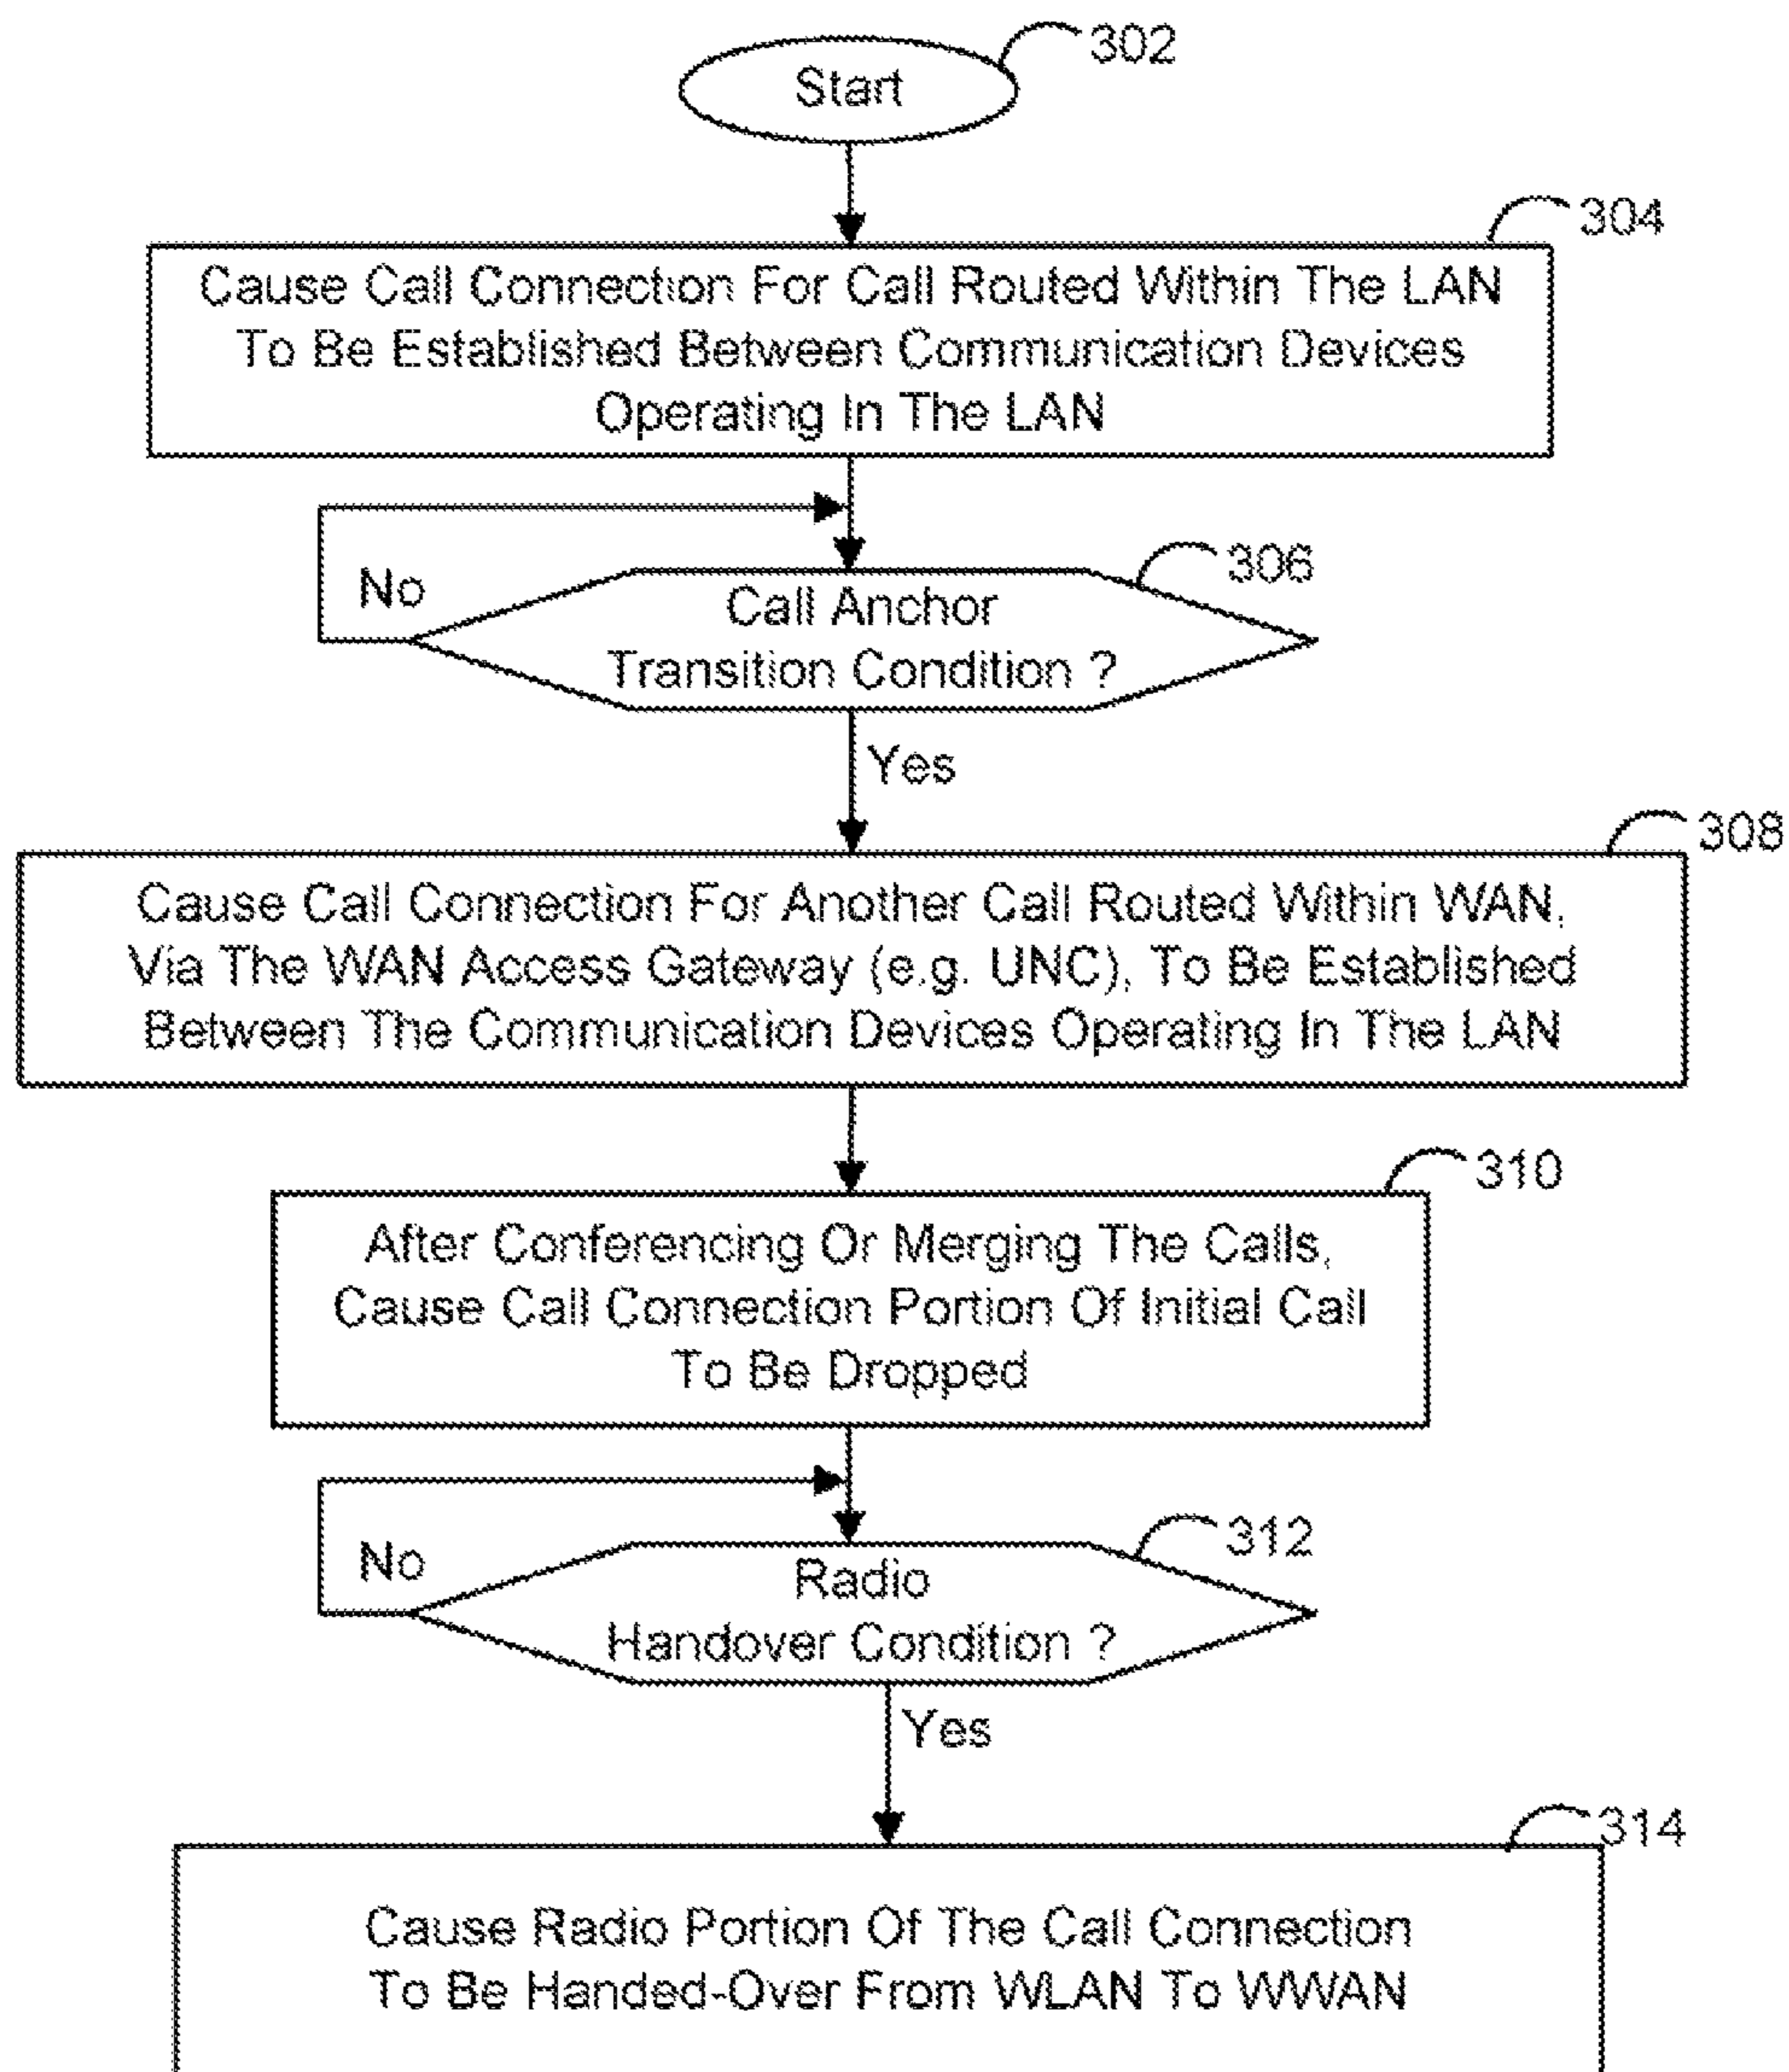 302
Start
304
Cause Call Connection For Call Routed Within The LAN
To Be Established Between Communication Devices
Operating In The LAN
306
No
Call Anchor
Transition Condition ?
Yes
308
Cause Call Connection For Another Call Routed Within WAN,
Via The WAN Access Gateway (e.g. UNC), To Be Established
Between The Communication Devices Operating In The LAN
310
After Conferencing Or Merging The Calls,
Cause Call Connection Portion Of Initial Call
To Be Dropped
312
No
Radio
Handover Condition ?
Yes
314
Cause Radio Portion Of The Call Connection
To Be Handed-Over From WLAN To WWAN